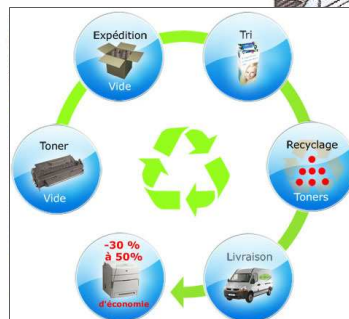 Expédition
Vide
Tri
Toner
Vide
Recyclage
Toners
-30 %
à 50%
d'économie
Livraison